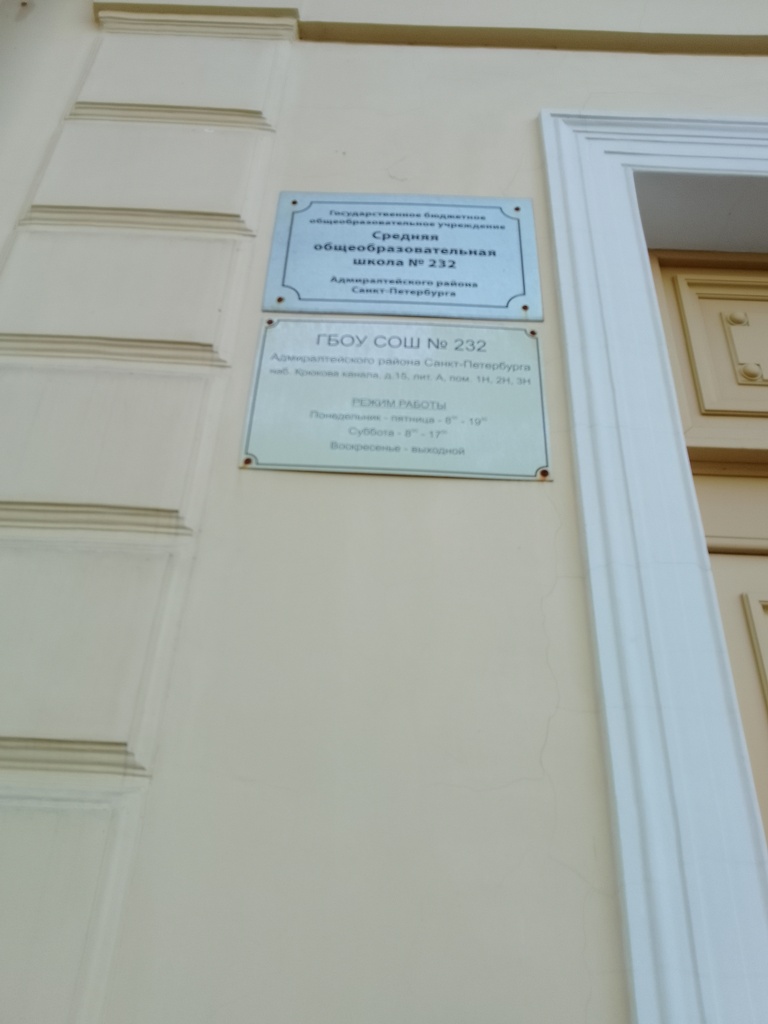 Государственное бюджетное
общеобразовательное учреждение
Средняя
общеобразовательная
школа № 232
Адмиралтейского района
Санкт-Петербурга
ГБОУ СОШ № 232
Адмиралтейского района Санкт-Петербурга
наб. Крюкова канала, д.15, лит. А, пом. 1Н, 2Н, 3Н
РЕЖИМ РАБОТЫ
Понедельник - пятница - 8⁰⁰ - 19⁰⁰
Суббота - 8⁰⁰ - 17⁰⁰
Воскресенье - выходной